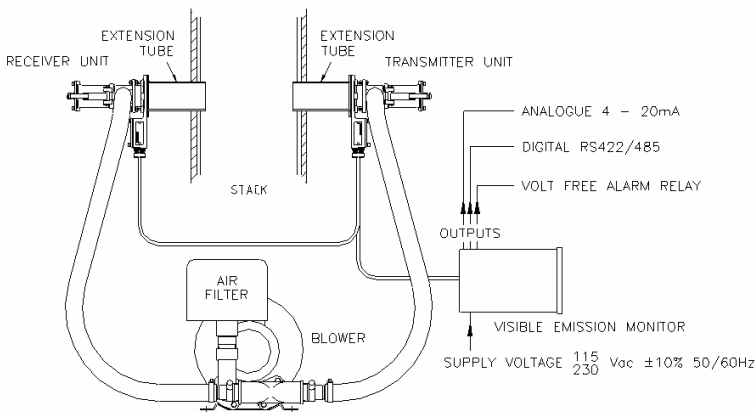 EXTENSION
TUBE
EXTENSION
TUBE
RECEIVER UNIT
TRANSMITTER UNIT
ANALOGUE 4 - 20mA
DIGITAL RS422/485
VOLT FREE ALARM RELAY
STACK
OUTPUTS
AIR
FILTER
BLOWER
VISIBLE EMISSION MONITOR
SUPPLY VOLTAGE 115/230 Vac ±10% 50/60Hz